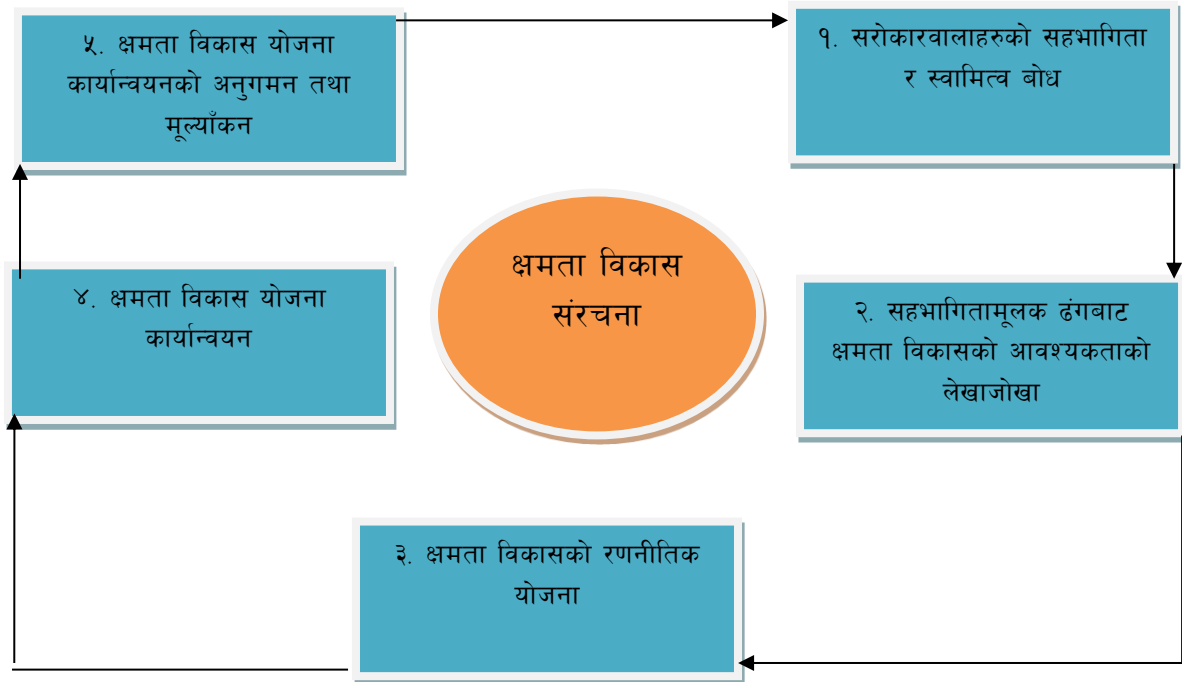 ५. क्षमता विकास योजना
कार्यान्वयनको अनुगमन तथा
मूल्याँकन
१. सरोकारवालाहरुको सहभागिता
र स्वामित्व बोध
क्षमता विकास
संरचना
४. क्षमता विकास योजना
कार्यान्वयन
२. सहभागितामूलक ढंगबाट
क्षमता विकासको आवश्यकताको
लेखाजोखा
३. क्षमता विकासको रणनीतिक
योजना